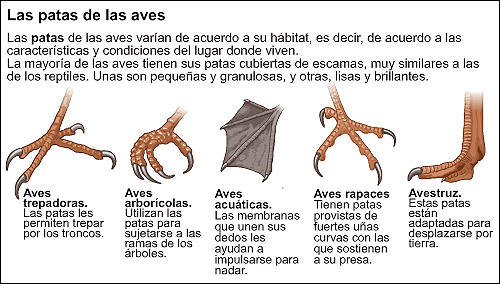 Las patas de las aves
Las patas de las aves varían de acuerdo a su hábitat, es decir, de acuerdo a las
características y condiciones del lugar donde viven.
La mayoría de las aves tienen sus patas cubiertas de escamas, muy similares a las
de los reptiles. Unas son pequeñas y granulosas, y otras, lisas y brillantes.
Aves
trepadoras.
Las patas les
permiten trepar
por los troncos.
Aves
arborícolas.
Utilizan las
patas para
sujetarse a las
ramas de los
árboles.
Aves
acuáticas.
Las membranas
que unen sus
dedos les
ayudan a
impulsarse para
nadar.
Aves rapaces
Tienen patas
provistas de
fuertes uñas
curvas con las
que sostienen
a su presa.
Avestruz.
Estas patas
están
adaptadas para
desplazarse por
tierra.